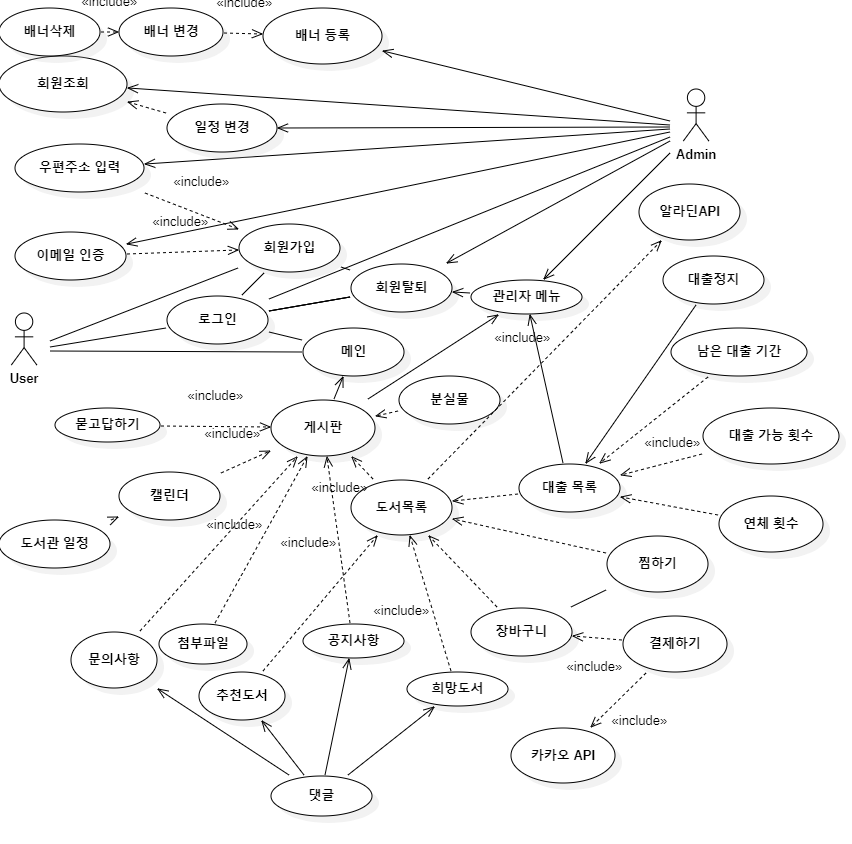 «include»
«include»
배너삭제
배너 변경
배너 등록
회원조회
일정 변경
Admin
우편주소 입력
«include»
알라딘API
«include»
이메일 인증
회원가입
대출정지
회원탈퇴
관리자 메뉴
로그인
User
«include»
메인
남은 대출 기간
«include»
분실물
묻고답하기
«include»
게시판
대출 가능 횟수
«include»
캘린더
«include»
도서목록
대출 목록
«include»
연체 횟수
도서관 일정
«include»
찜하기
«include»
장바구니
첨부파일
공지사항
결제하기
문의사항
«include»
추천도서
희망도서
«include»
카카오 API
댓글